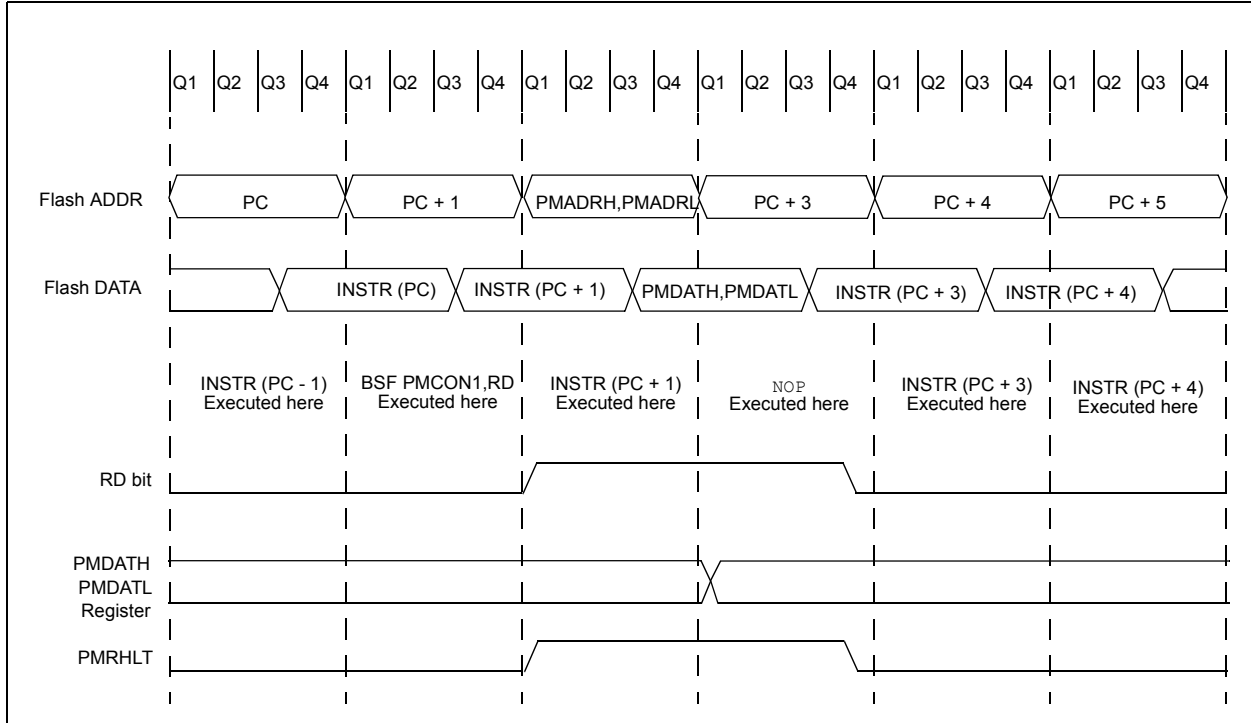 Q1 Q2 Q3 Q4 Q1 Q2 Q3 Q4 Q1 Q2 Q3 Q4 Q1 Q2 Q3 Q4 Q1 Q2 Q3 Q4 Q1 Q2 Q3 Q4
Flash ADDR PC PC + 1 PMADRH,PMADRL PC + 3 PC + 4 PC + 5
Flash DATA INSTR (PC) INSTR (PC + 1) PMDATH,PMDATL INSTR (PC + 3) INSTR (PC + 4)
INSTR (PC - 1)
Executed here
BSF PMCON1,RD
Executed here
INSTR (PC + 1)
Executed here
NOP
Executed here
INSTR (PC + 3)
Executed here
INSTR (PC + 4)
Executed here
RD bit
PMDATH
PMDATL
Register
PMRHLT